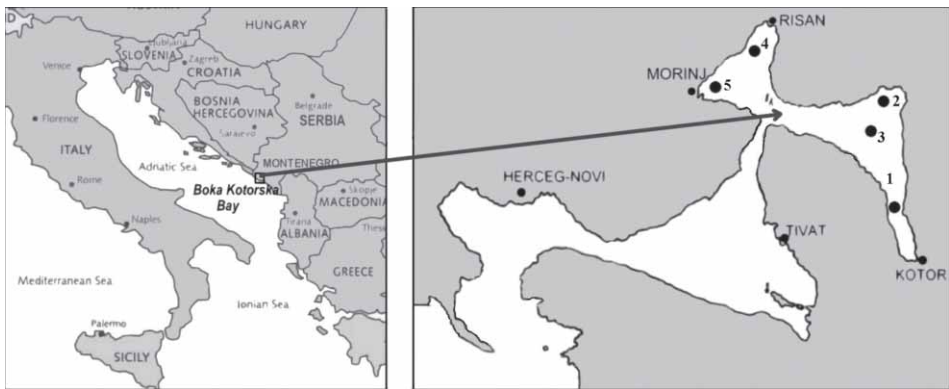 D
HUNGARY
Ljubljana
SLOVENIA
Zagreb
Venice
CROATIA
BOSNIA
HERCEGOVINA
Belgrade
SERBIA
Florence
Sarajevo
ITALY
Adriatic Sea
MONTENEGRO
Rome
Boka Kotorska
Bay
Skopje
MACEDONIA
Naples
Tirana
ALBANIA
These
GREECE
Mediterranean Sea
Ionian Sea
Palermo
SICILY
RISAN
4
MORINJ
5
2
3
HERCEG-NOVI
1
TIVAT
KOTOR